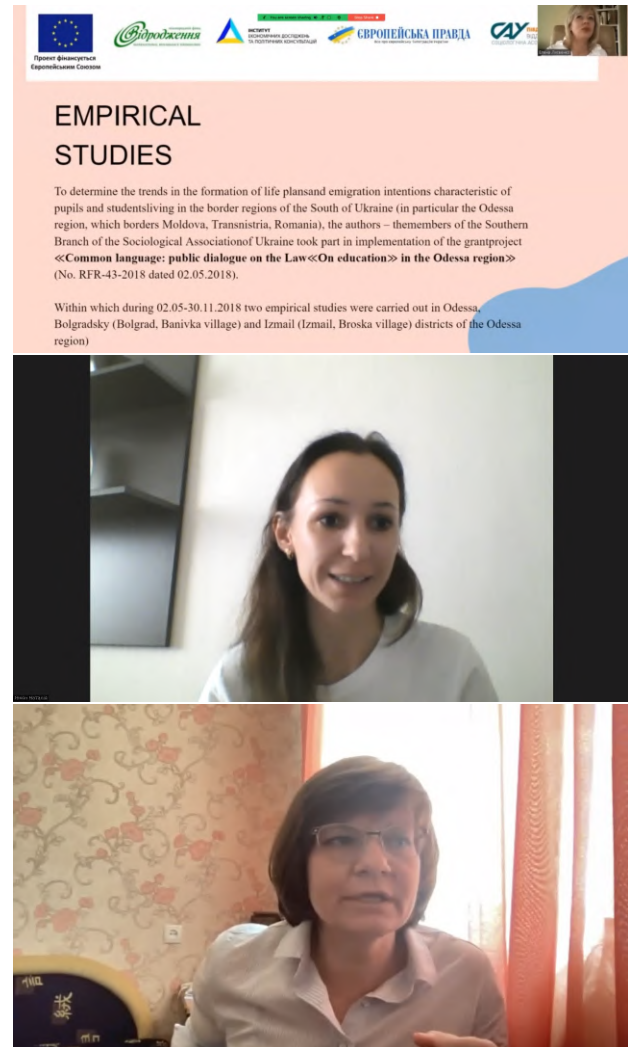 You are screen sharing
Stop Share
Проект фінансується
Європейським Союзом
Відродження
ІНСТИТУТ
ЕКОНОМІЧНИХ ДОСЛІДЖЕНЬ
ТА ПОЛІТИЧНИХ КОНСУЛЬТАЦІЙ
ЄВРОПЕЙСЬКА ПРАВДА
САУ
EMPIRICAL
STUDIES
To determine the trends in the formation of life plansand emigration intentions characteristic of
pupils and studentsliving in the border regions of the South of Ukraine (in particular the Odessa
region, which borders Moldova, Transnistria, Romania), the authors – themembers of the Southern
Branch of the Sociological Associationof Ukraine took part in implementation of the grantproject
≪Common language: public dialogue on the Law≪On education≫ in the Odessa region≫
(No. RFR-43-2018 dated 02.05.2018).
Within which during 02.05-30.11.2018 two empirical studies were carried out in Odessa,
Bolgradsky (Bolgrad, Banivka village) and Izmail (Izmail, Broska village) districts of the Odessa
region)